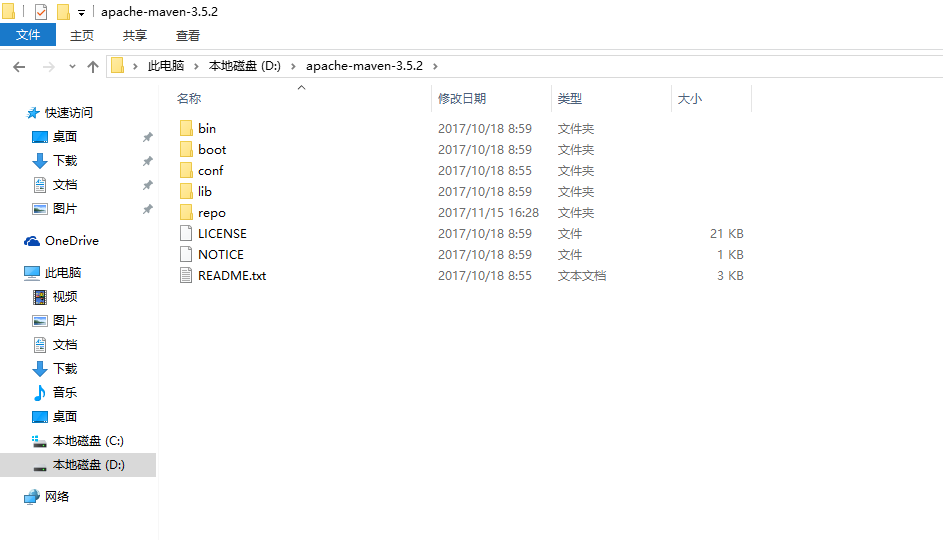 apache-maven-3.5.2
文件 主页 共享 查看
此电脑 本地磁盘 (D:) apache-maven-3.5.2
名称 修改日期 类型 大小
快速访问
桌面
下载
文档
图片
OneDrive
此电脑
视频
图片
文档
下载
音乐
桌面
本地磁盘 (C:)
本地磁盘 (D:)
网络
bin 2017/10/18 8:59 文件夹
boot 2017/10/18 8:59 文件夹
conf 2017/10/18 8:55 文件夹
lib 2017/10/18 8:59 文件夹
repo 2017/11/15 16:28 文件夹
LICENSE 2017/10/18 8:59 文件 21 KB
NOTICE 2017/10/18 8:59 文件 1 KB
README.txt 2017/10/18 8:55 文本文档 3 KB